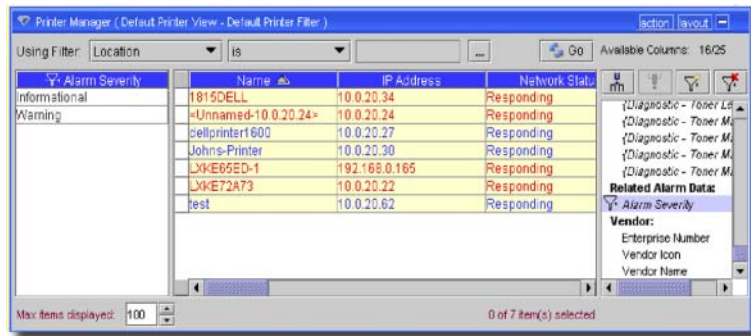 Printer Manager ( Default Printer View - Default Printer Filter )
action layout
Using Filter: Location is ... Go Available Columns: 16/25
Alarm Severity
Informational
Warning
Name IP Address Network Statu
1815DELL 10.0.20.34 Responding
<Unnamed-10.0.20.24> 10.0.20.24 Responding
dellprinter1600 10.0.20.27 Responding
Johns-Printer 10.0.20.30 Responding
LXKE65ED-1 192.168.0.165 Responding
LXKE72A73 10.0.20.22 Responding
test 10.0.20.62 Responding
{Diagnostic - Toner Le
{Diagnostic - Toner Ma
{Diagnostic - Toner Ma
{Diagnostic - Toner Ma
{Diagnostic - Toner Ma
Related Alarm Data:
Alarm Severity
Vendor:
Enterprise Number
Vendor Icon
Vendor Name
Max items displayed: 100
0 of 7 item(s) selected